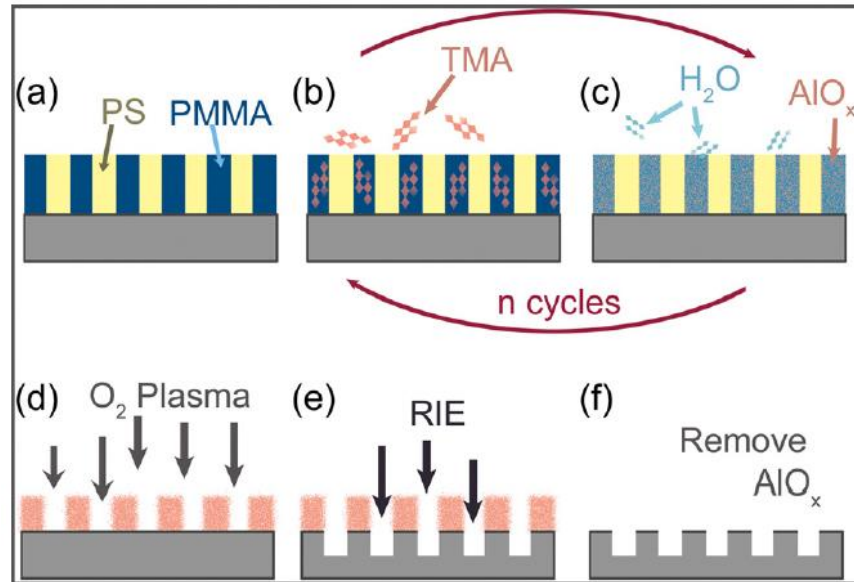 (a)
PS
PMMA
(b)
TMA
(c)
H₂O
AlOₓ
n cycles
(d)
O₂ Plasma
(e)
RIE
(f)
Remove
AlOₓ